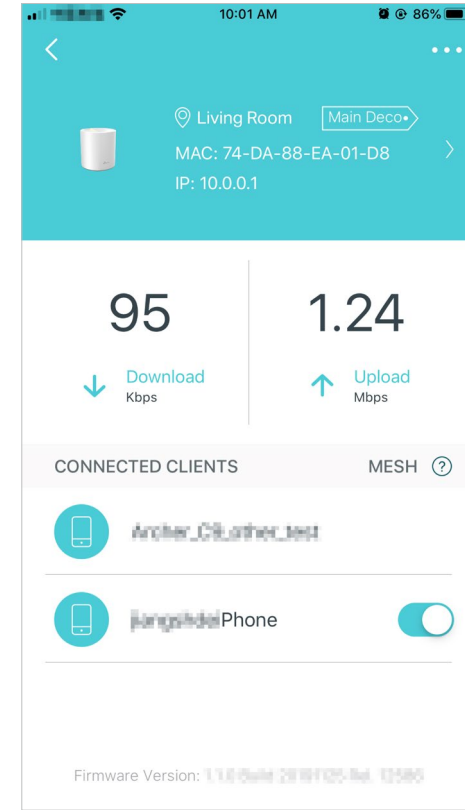 10:01 AM
86%
Living Room
Main Deco
MAC: 74-DA-88-EA-01-D8
IP: 10.0.0.1
95
1.24
Download
Kbps
Upload
Mbps
CONNECTED CLIENTS
MESH ?
Phone
Firmware Version: